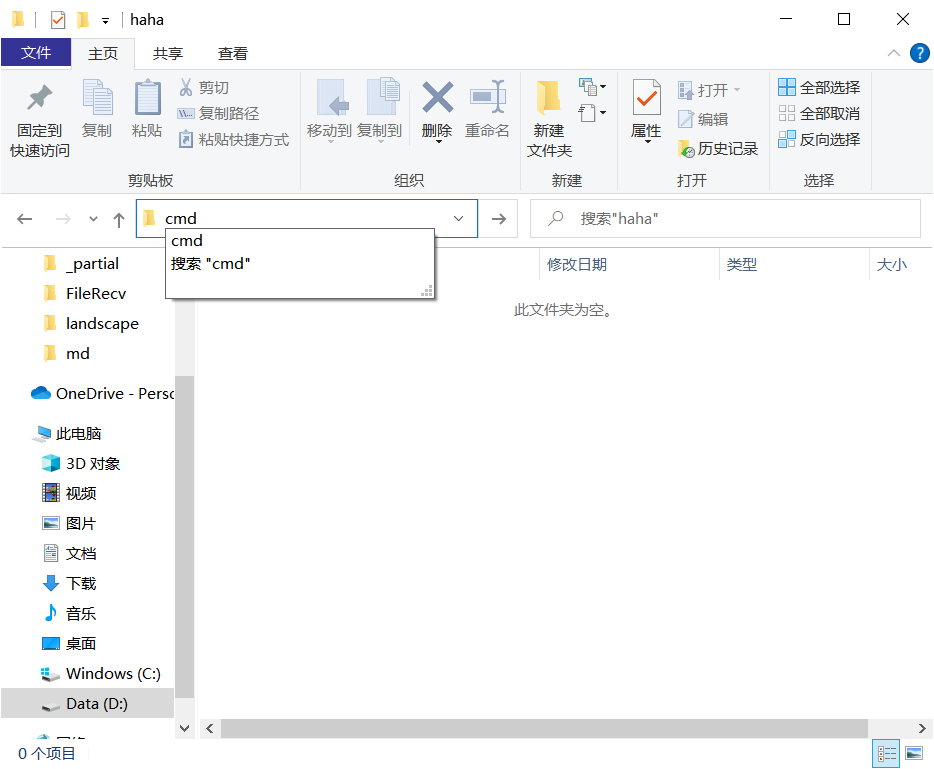 haha
文件 主页 共享 查看
固定到
快速访问
复制
粘贴
剪切
复制路径
粘贴快捷方式
剪贴板
移动到 复制到 删除 重命名
组织
新建
文件夹
新建
属性
打开
编辑
历史记录
打开
全部选择
全部取消
反向选择
选择
cmd
搜索"haha"
cmd
搜索 "cmd"
修改日期 类型 大小
此文件夹为空。
_partial
FileRecv
landscape
md
OneDrive - Perso
此电脑
3D 对象
视频
图片
文档
下载
音乐
桌面
Windows (C:)
Data (D:)
0 个项目